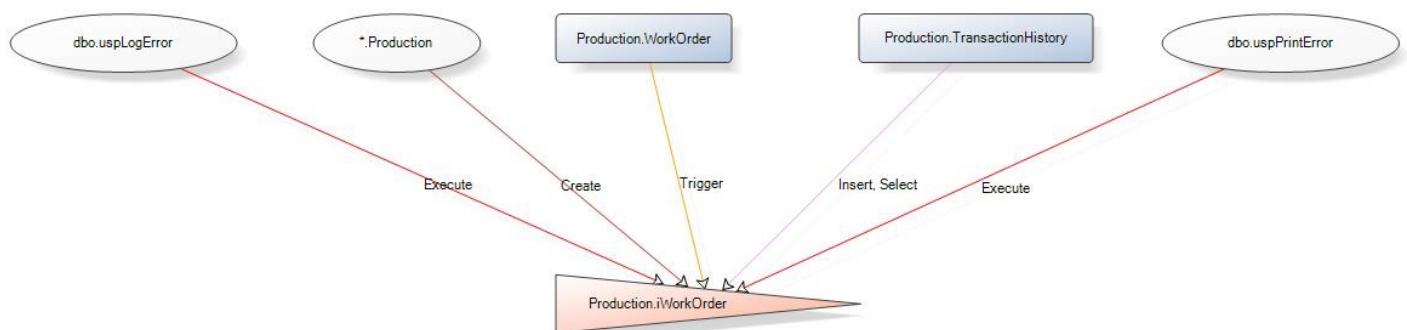 dbo.uspLogError
*.Production
Production.WorkOrder
Production.TransactionHistory
dbo.uspPrintError
Execute
Create
Trigger
Insert, Select
Execute
Production.iWorkOrder